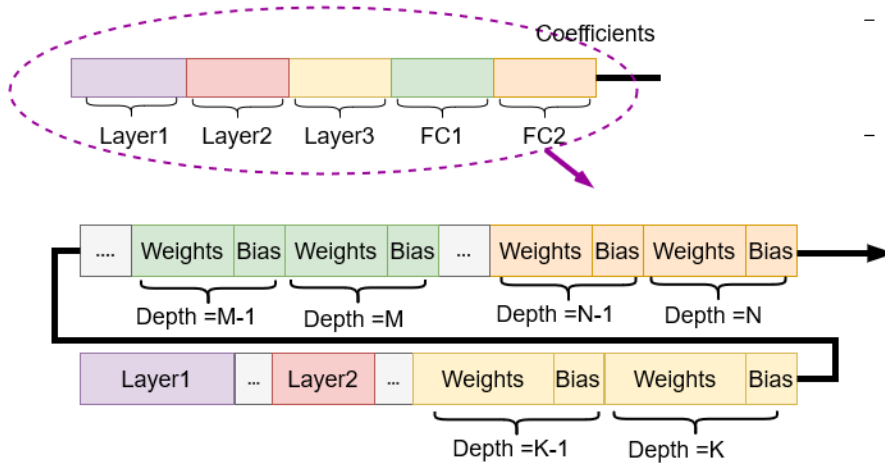 Coefficients
Layer1 Layer2 Layer3 FC1 FC2
.... Weights Bias Weights Bias ... Weights Bias Weights Bias
Depth =M-1 Depth =M Depth =N-1 Depth =N
Layer1 ... Layer2 ... Weights Bias Weights Bias
Depth =K-1 Depth =K